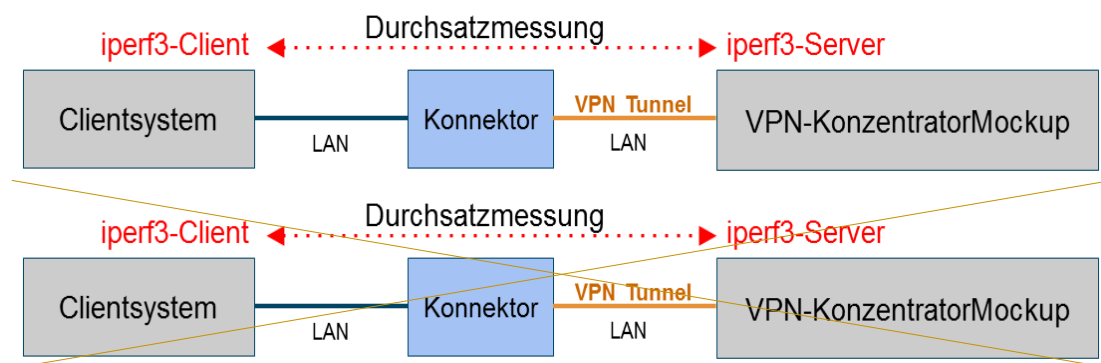 Durchsatzmessung
iperf3-Client iperf3-Server
Clientsystem Konnektor VPN Tunnel VPN-KonzentratorMockup
LAN LAN
Durchsatzmessung
iperf3-Client iperf3-Server
Clientsystem Konnektor VPN Tunnel VPN-KonzentratorMockup
LAN LAN